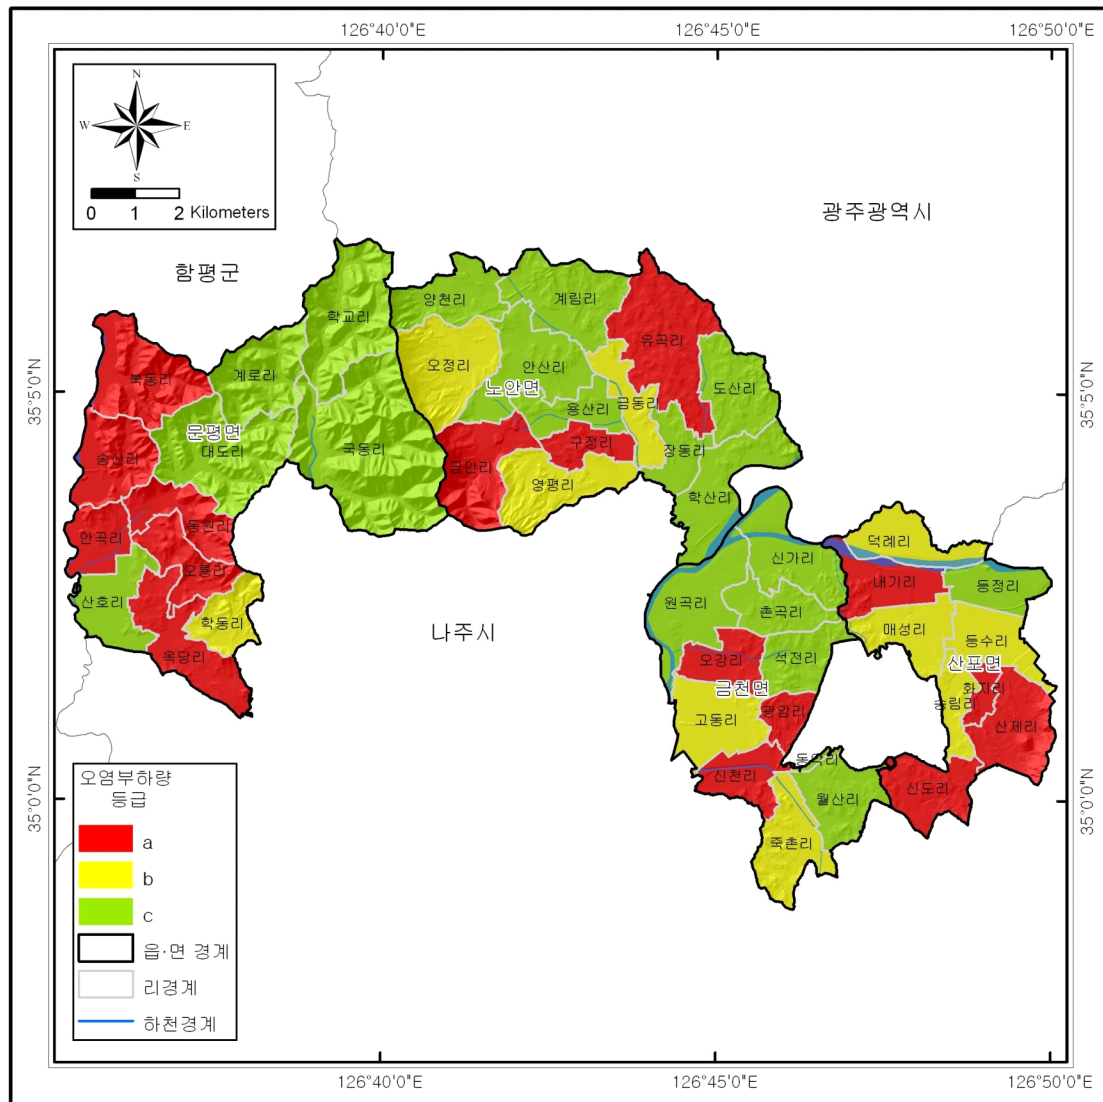 126°40'0"E
126°45'0"E
126°50'0"E
N
W
E
S
0 1 2 Kilometers
광주광역시
함평군
양천리
계림리
학교리
유곡리
오정리
안산리
계로리
북동리
노안면
도산리
35°5'0"N
35°5'0"N
금동리
용산리
문평면
구정리
국동리
대도리
장동리
송산리
금안리
영평리
학산리
동원리
안곡리
덕례리
신가리
오룡리
내기리
등정리
산호리
원곡리
촌곡리
학동리
나주시
매성리
등수리
옥당리
오강리
석전리
산포면
금천면
화지리
송림리
광암리
고동리
산제리
동악리
신천리
신도리
월산리
35°0'0"N
35°0'0"N
죽촌리
오염부하량
등급
a
b
c
읍·면 경계
리경계
하천경계
126°40'0"E
126°45'0"E
126°50'0"E